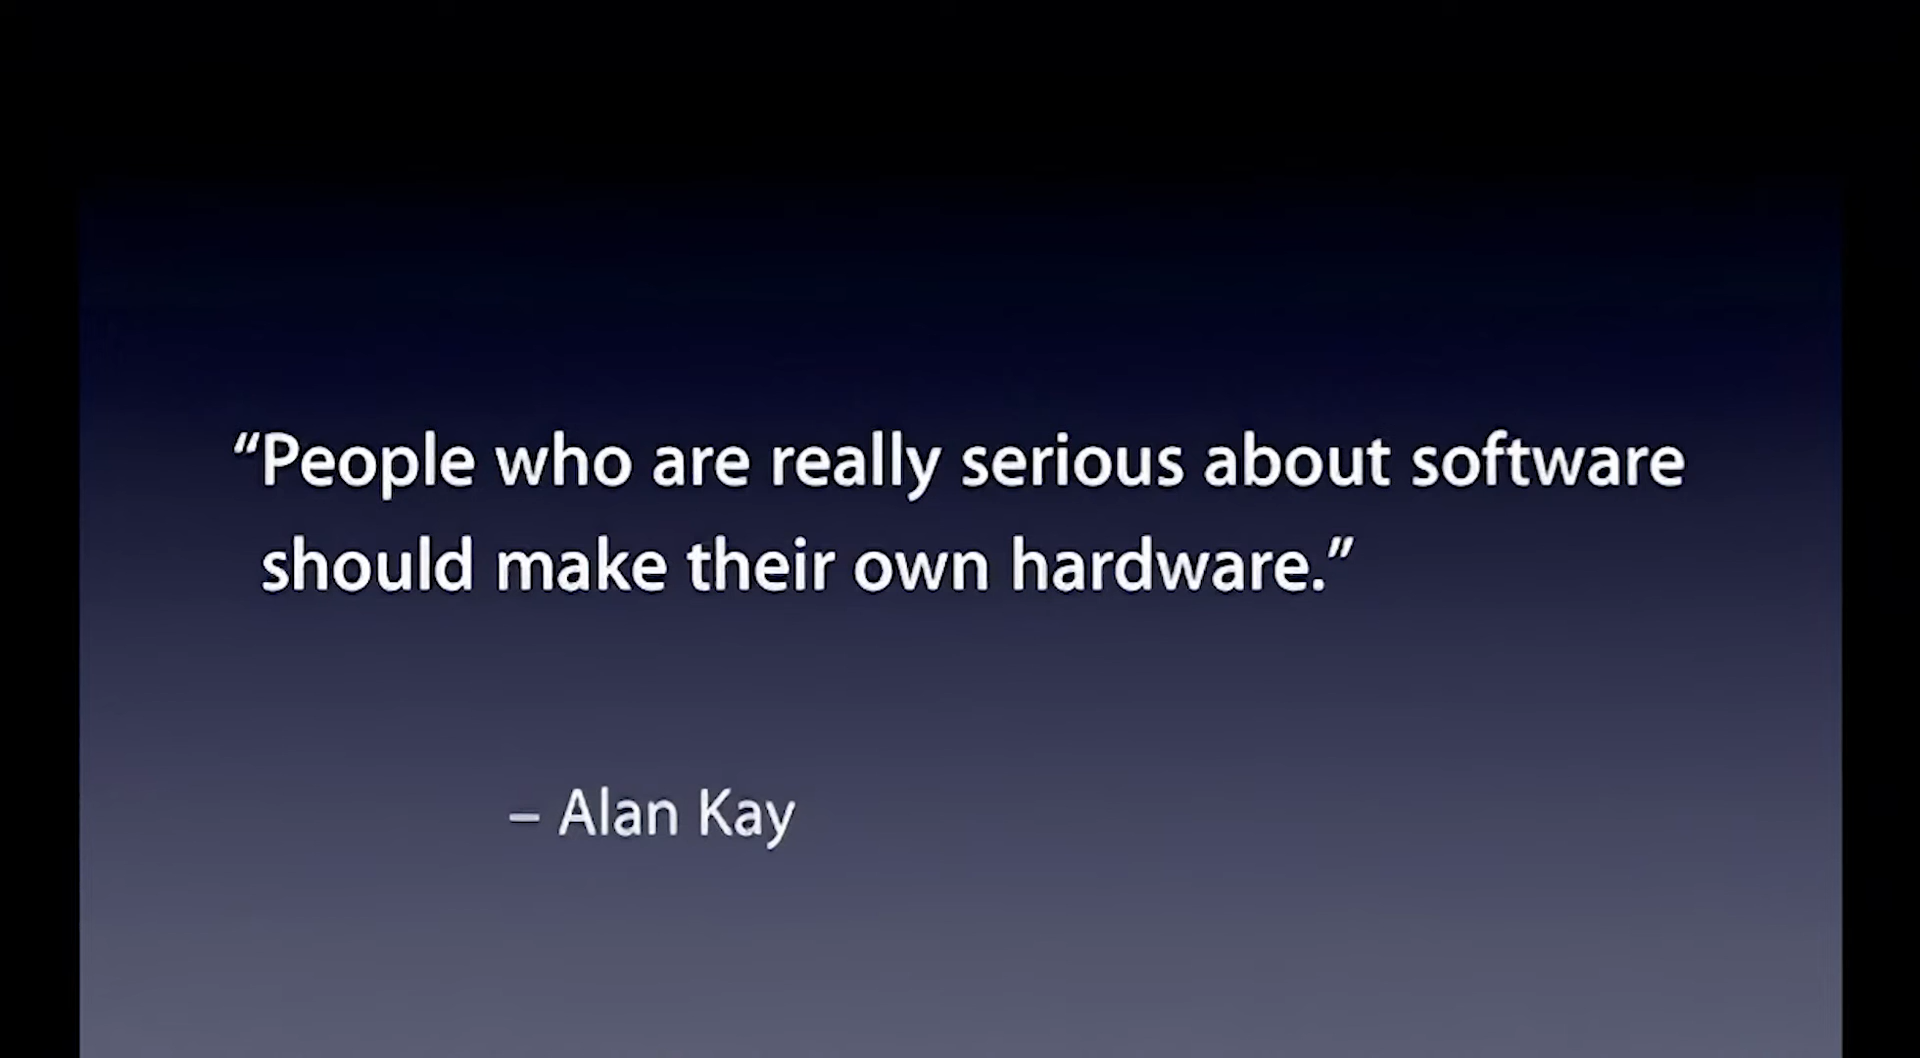 “People who are really serious about software
should make their own hardware.”
– Alan Kay